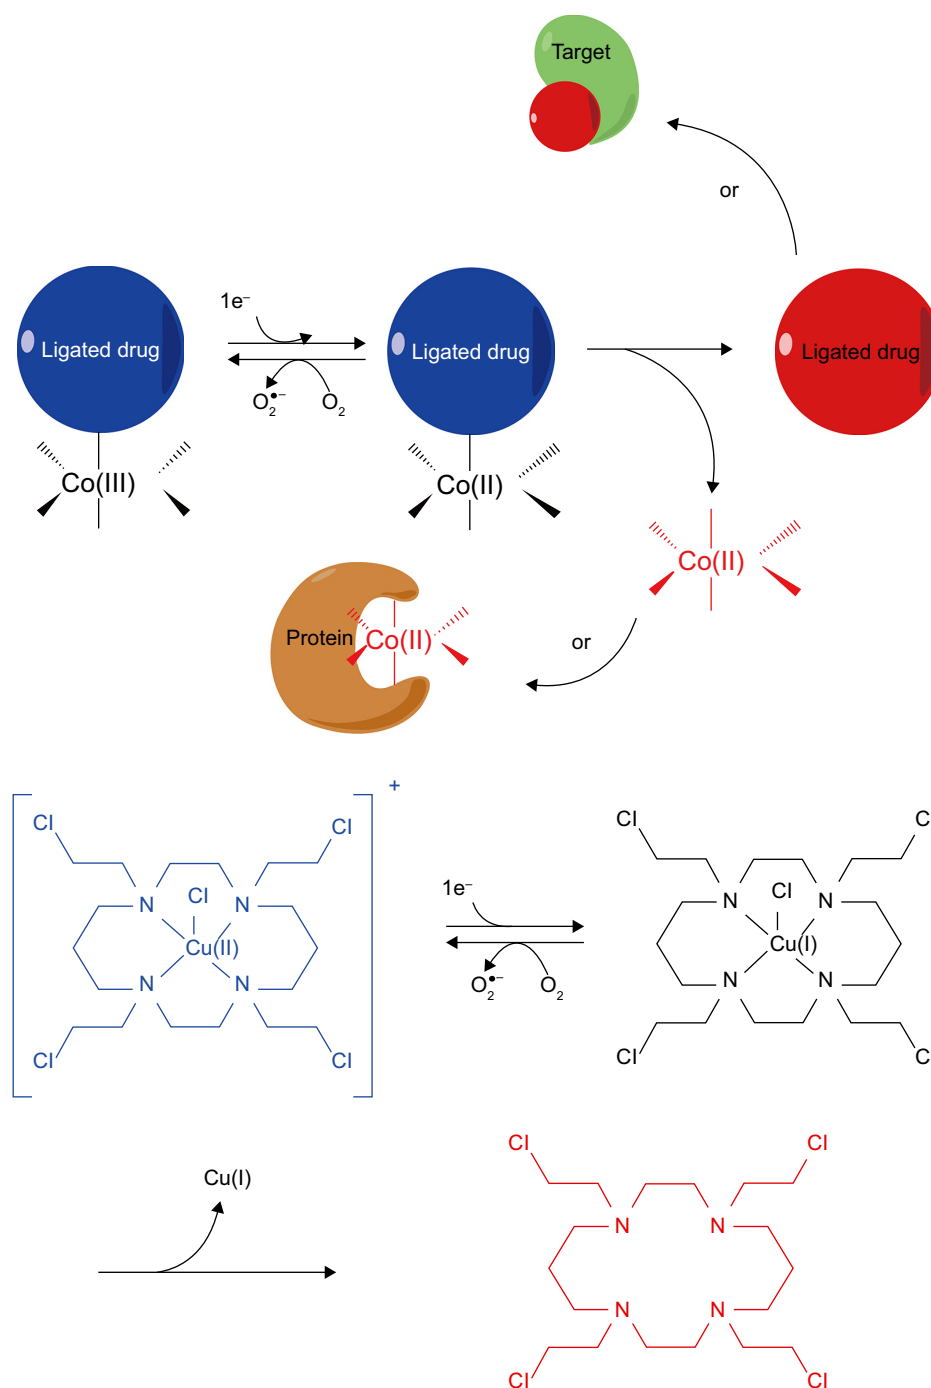 Target
or
1e⁻
Ligated drug
Ligated drug
Ligated drug
O₂•⁻
O₂
Co(III)
Co(II)
Co(II)
Protein
Co(II)
or
+
Cl
Cl
Cl
N
N
Cu(II)
N
N
Cl
Cl
1e⁻
O₂•⁻
O₂
Cl
C
Cl
N
N
Cu(I)
N
N
Cl
C
Cu(I)
Cl
Cl
N
N
N
N
Cl
Cl